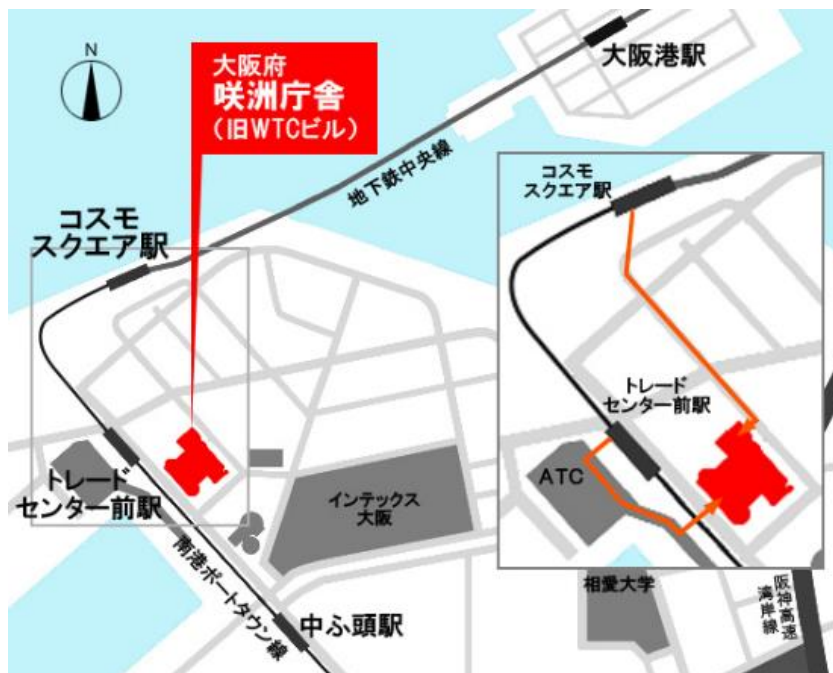 N
大阪府
咲洲庁舎
（旧WTCビル）
大阪港駅
地下鉄中央線
コスモ
スクエア駅
コスモ
スクエア駅
トレード
センター前駅
ATC
トレード
センター前駅
インテックス
大阪
南港ポートタウン線
中ふ頭駅
相愛大学
阪神高速
湾岸線